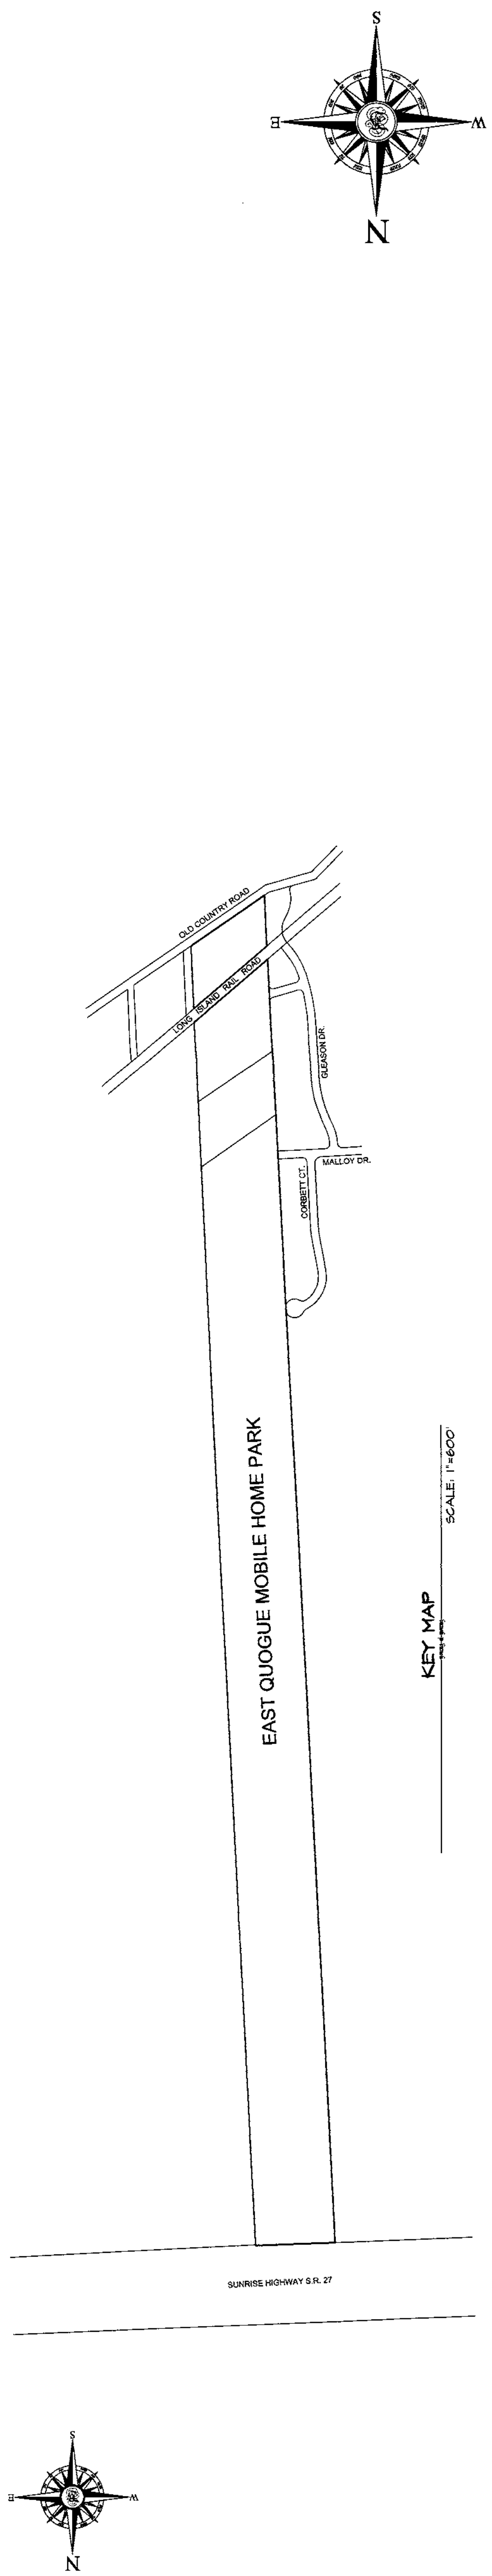 S
E
W
N
OLD COUNTRY ROAD
LONG ISLAND RAIL ROAD
GLEASON DR.
MALLOY DR.
CORBETT CT.
EAST QUOGUE MOBILE HOME PARK
KEY MAP
SCALE: 1"=600'
SUNRISE HIGHWAY S.R. 27
S
E
W
N